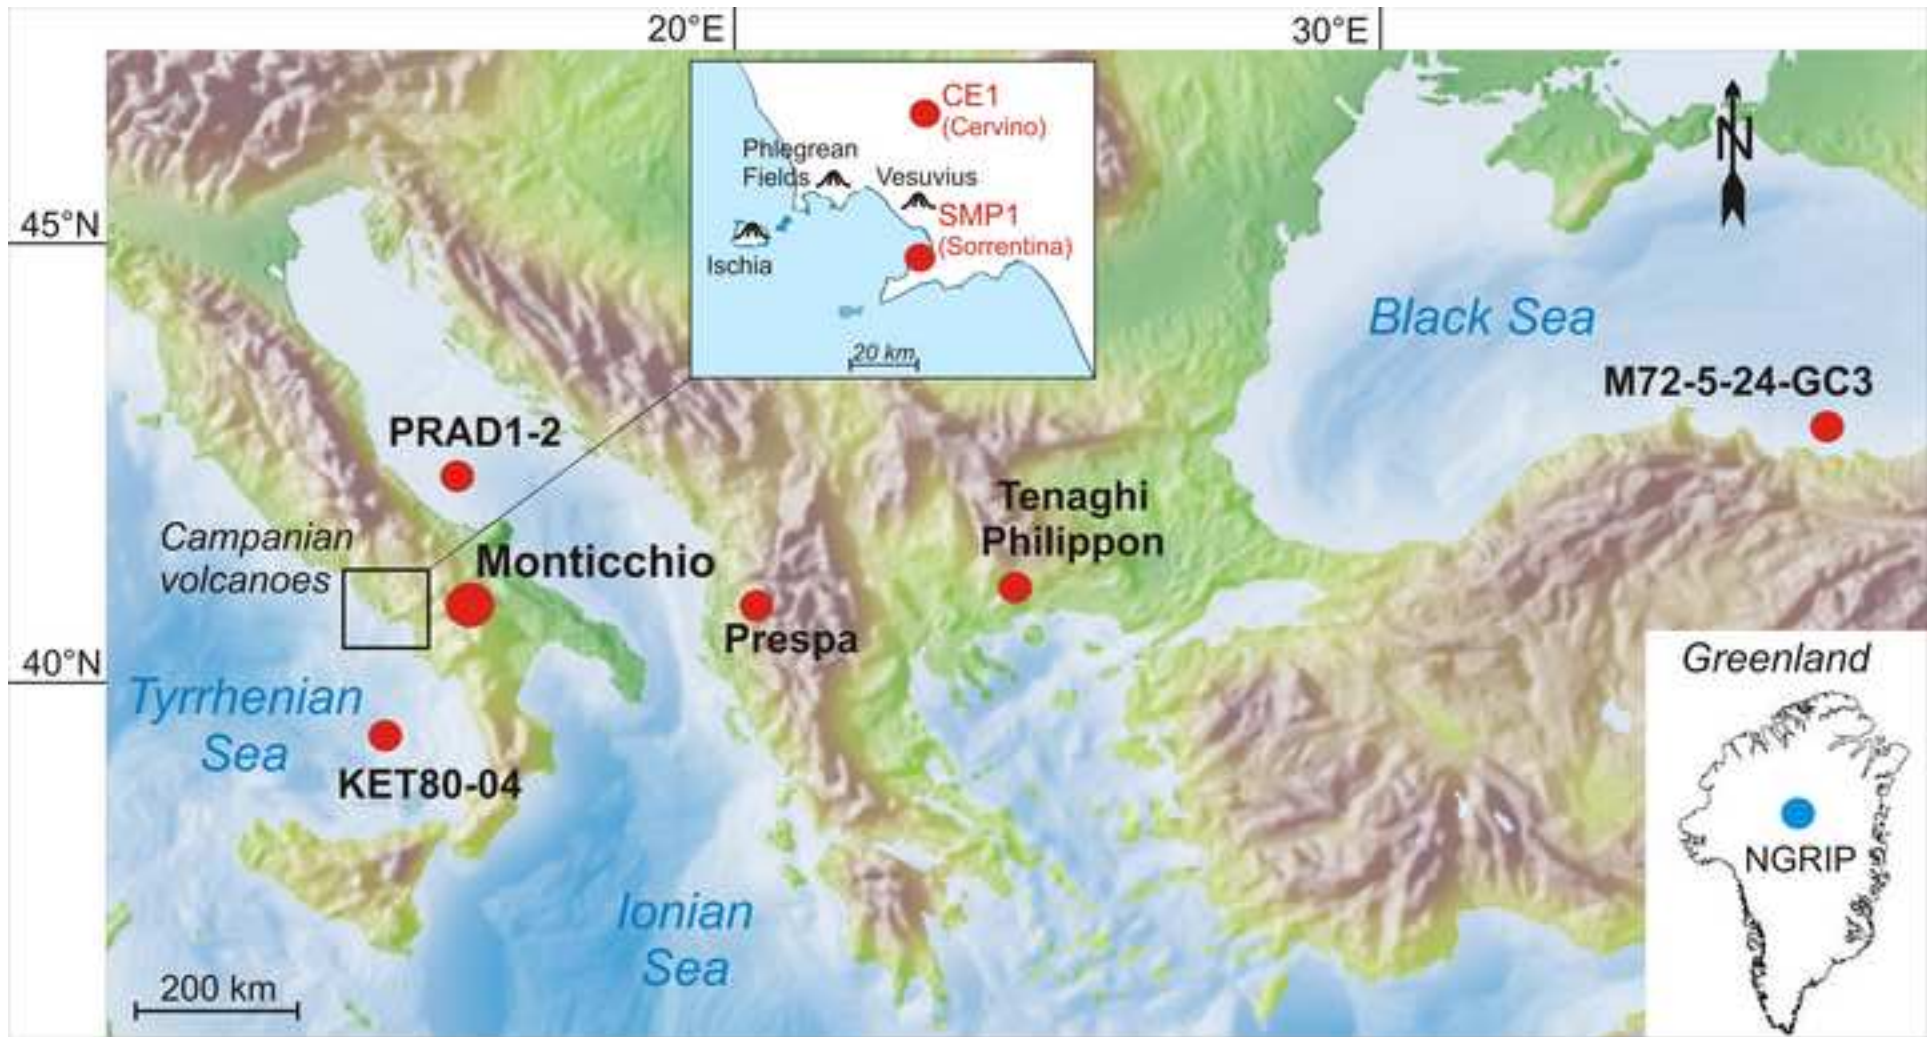 20°E
30°E
CE1
(Cervino)
Phlegrean
Fields
Vesuvius
N
SMP1
(Sorrentina)
Ischia
20 km
45°N
Black Sea
M72-5-24-GC3
PRAD1-2
Tenaghi
Philippon
Campanian
volcanoes
Monticchio
Prespa
40°N
Greenland
Tyrrhenian
Sea
KET80-04
NGRIP
Ionian
Sea
200 km